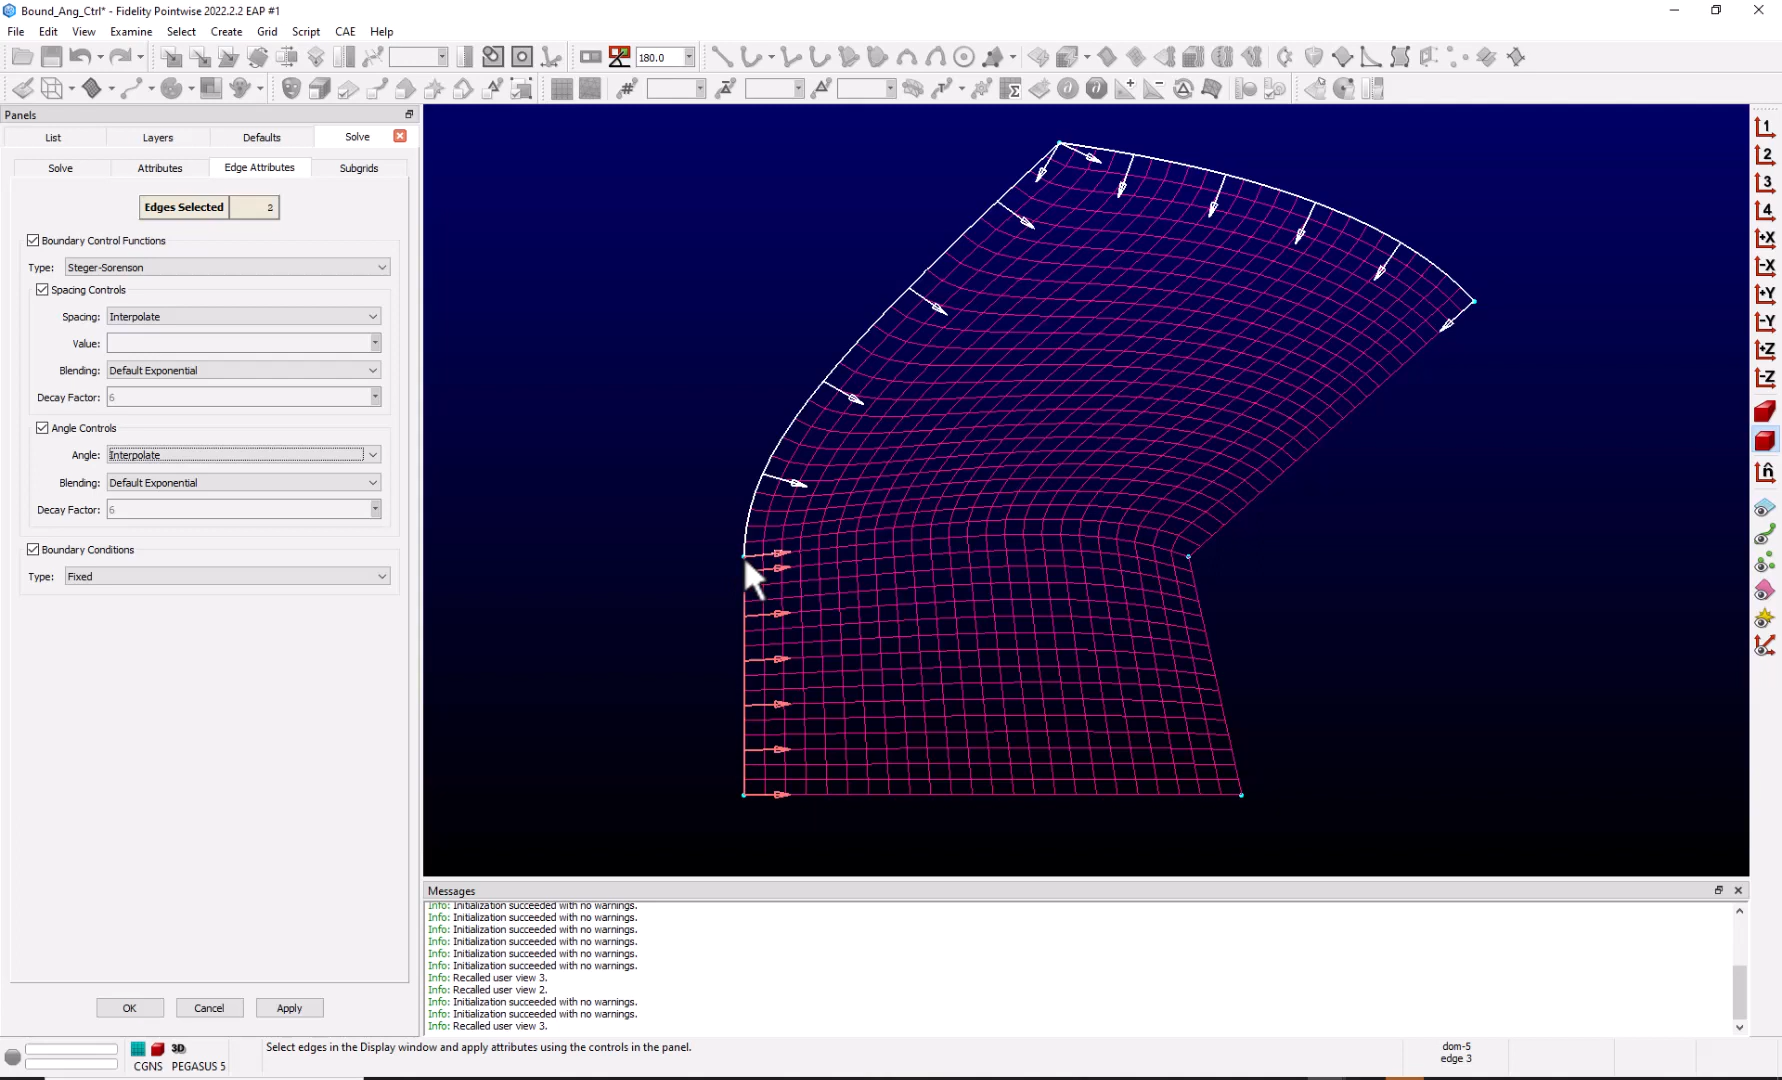 Bound_Ang_Ctrl* - Fidelity Pointwise 2022.2.2 EAP #1
File Edit View Examine Select Create Grid Script CAE Help
180.0
Panels
List Layers Defaults Solve
Solve Attributes Edge Attributes Subgrids
Edges Selected 2
Boundary Control Functions
Type: Steger-Sorenson
Spacing Controls
Spacing: Interpolate
Value:
Blending: Default Exponential
Decay Factor: 6
Angle Controls
Angle: Interpolate
Blending: Default Exponential
Decay Factor: 6
Boundary Conditions
Type: Fixed
OK Cancel Apply
1
2
3
4
+X
-X
+Y
-Y
+Z
-Z
n̂
Messages
Info: Initialization succeeded with no warnings.
Info: Initialization succeeded with no warnings.
Info: Initialization succeeded with no warnings.
Info: Initialization succeeded with no warnings.
Info: Initialization succeeded with no warnings.
Info: Initialization succeeded with no warnings.
Info: Recalled user view 3.
Info: Recalled user view 2.
Info: Initialization succeeded with no warnings.
Info: Initialization succeeded with no warnings.
Info: Recalled user view 3.
3D
CGNS PEGASUS 5
Select edges in the Display window and apply attributes using the controls in the panel.
dom-5
edge 3